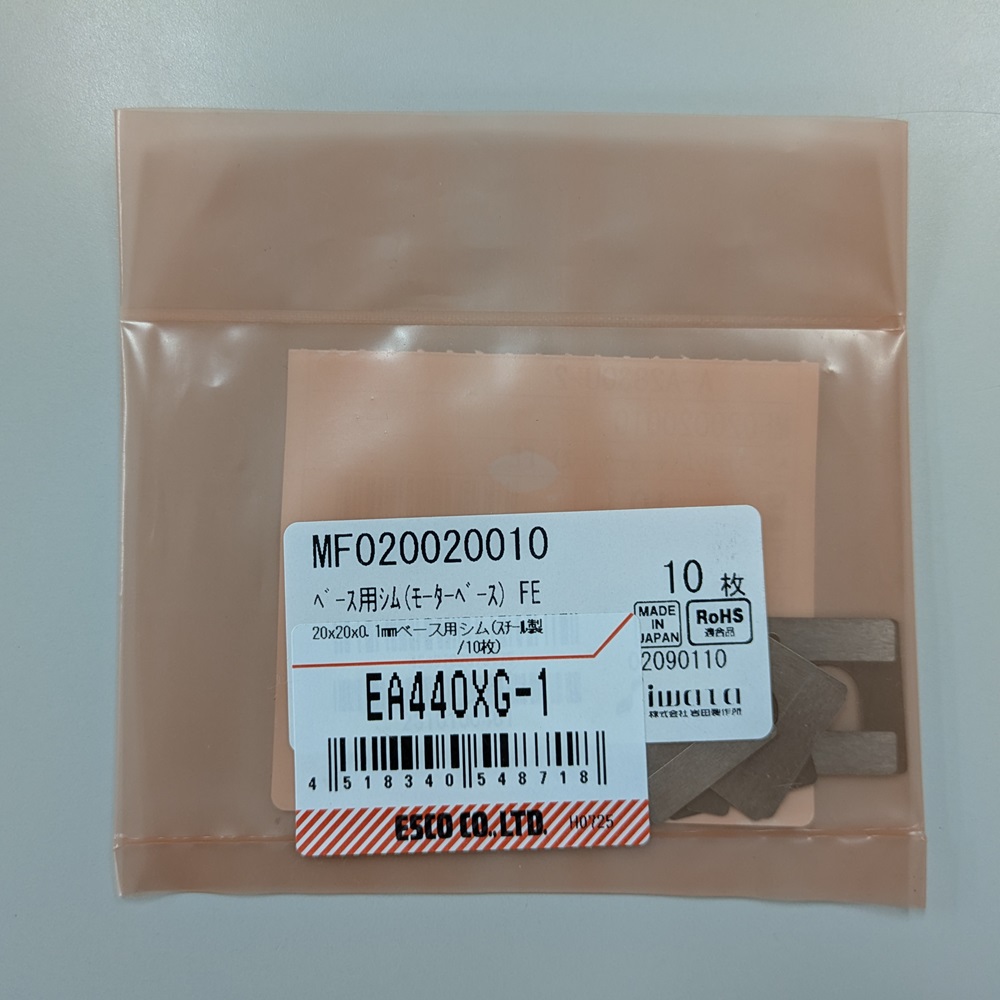 MF020020010
ﾍﾞｰｽ用ｼﾑ(ﾓｰﾀｰﾍﾞｰｽ) FE
10 枚
MADE
IN
JAPAN
RoHS
適合品
2090110
iwata
株式会社 岩田製作所
20x20x0.1mmベース用シム(ｽﾁｰﾙ製
/10枚)
EA440XG-1
4 518340 548718
ESCO CO.,LTD. H0725